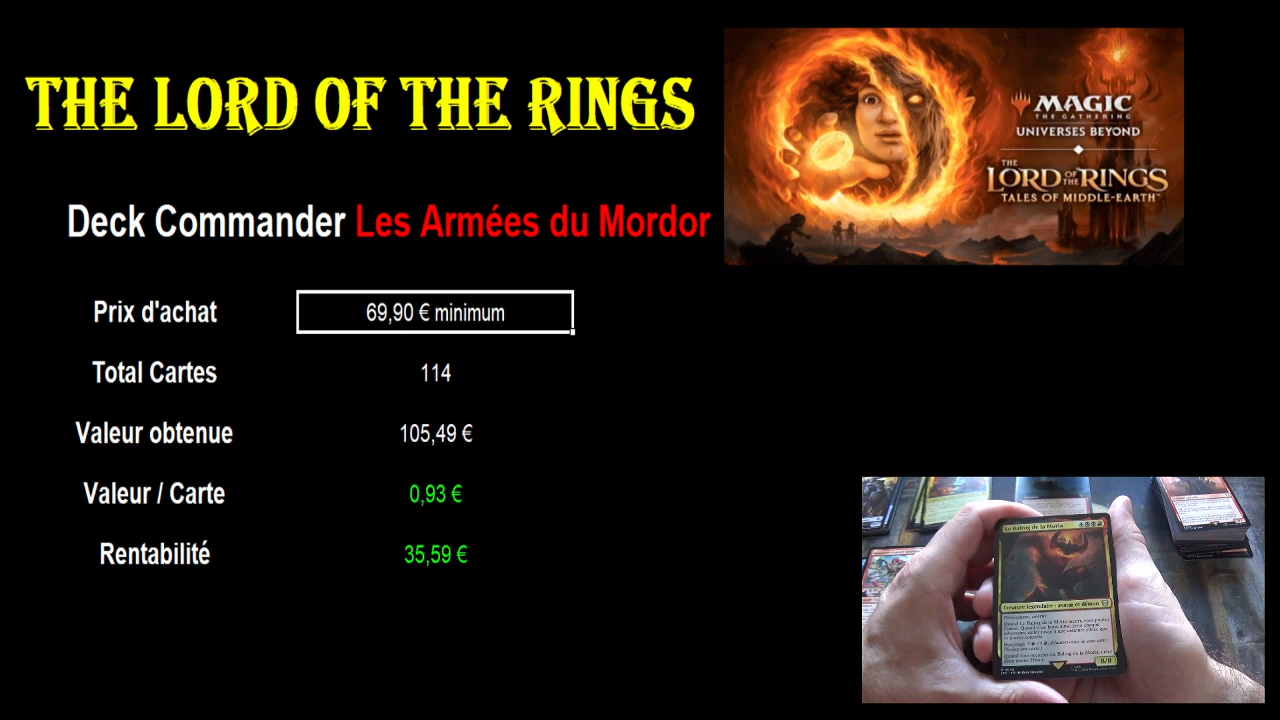 THE LORD OF THE RINGS
MAGIC
THE GATHERING
UNIVERSES BEYOND
THE
LORD OF THE RINGS
TALES OF MIDDLE-EARTH
Deck Commander Les Armées du Mordor
Prix d'achat 69,90 € minimum
Total Cartes 114
Valeur obtenue 105,49 €
Valeur / Carte 0,93 €
Rentabilité 35,59 €
Le Balrog de la Moria
Créature légendaire : avatar et démon
8/8